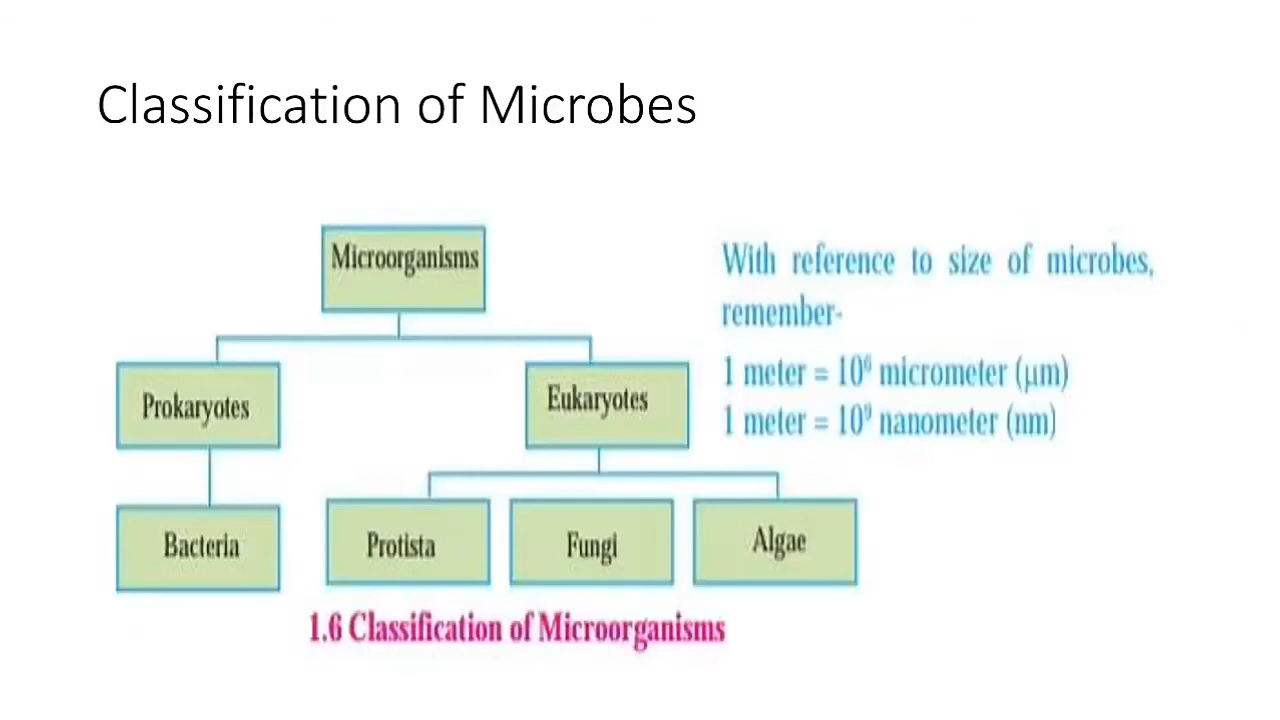 Classification of Microbes
Microorganisms
With reference to size of microbes,
remember-
1 meter = 10⁶ micrometer (µm)
1 meter = 10⁹ nanometer (nm)
Prokaryotes
Eukaryotes
Bacteria
Protista
Fungi
Algae
1.6 Classification of Microorganisms